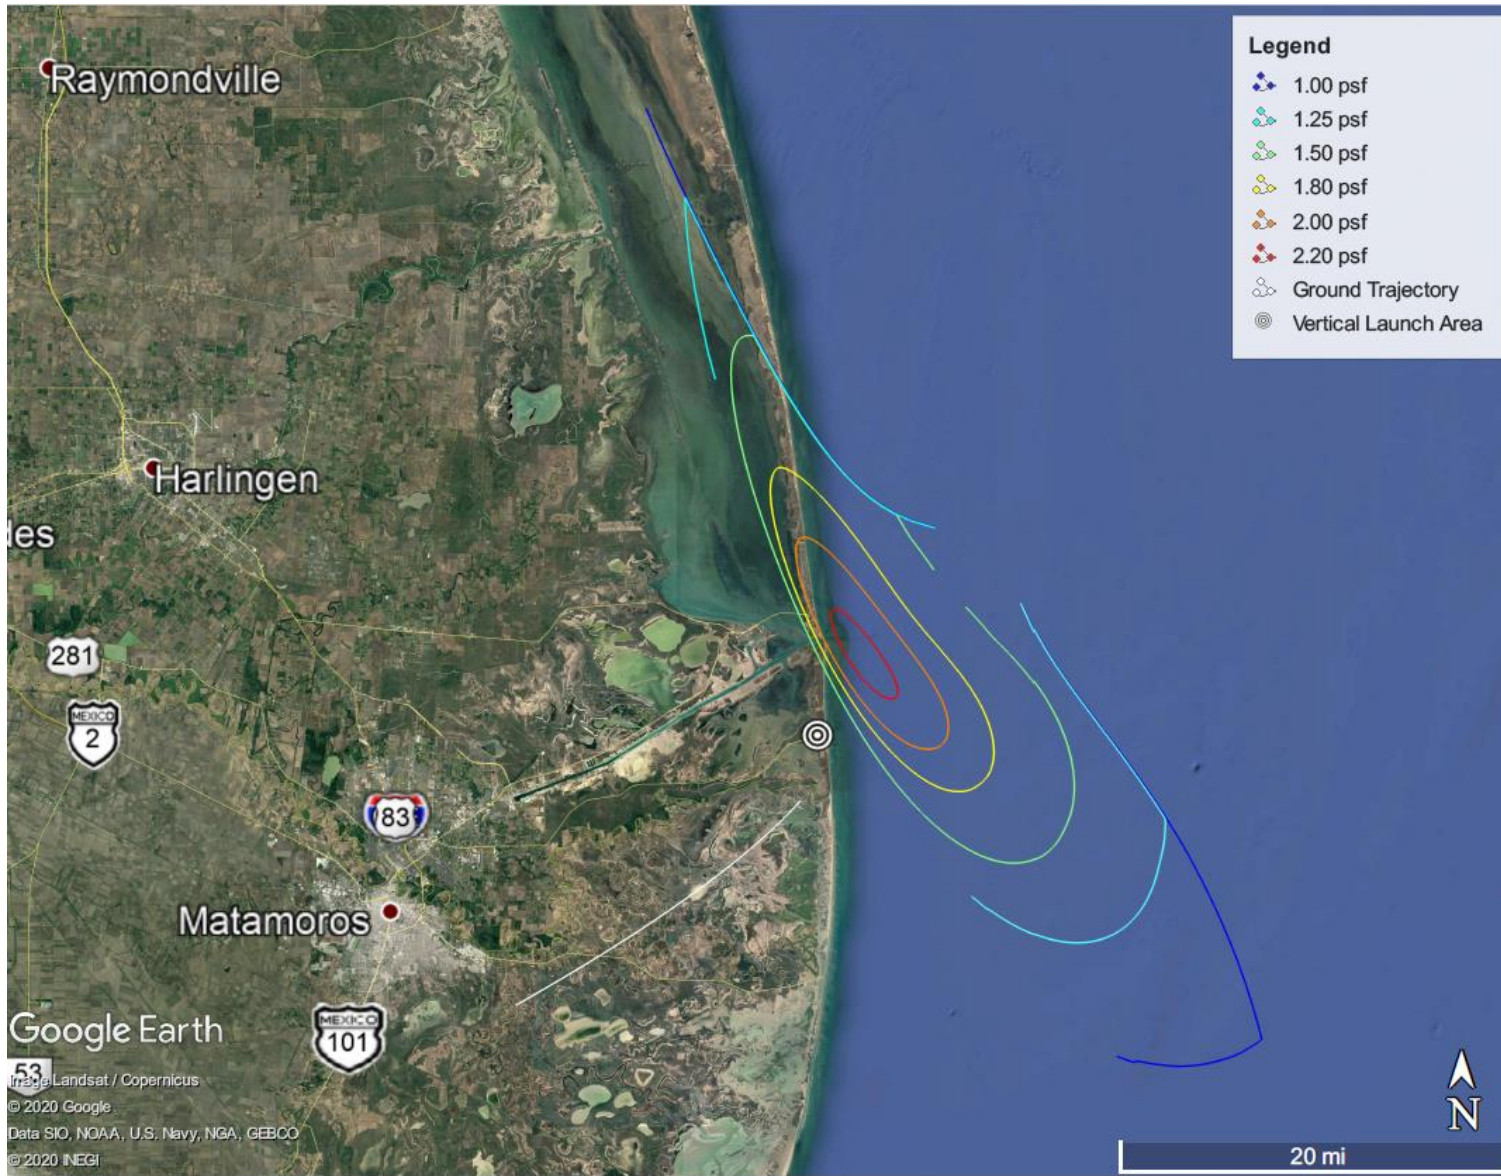 Raymondville
Harlingen
des
281
MEXICO
2
83
Matamoros
MEXICO
101
53
Google Earth
Image Landsat / Copernicus
© 2020 Google
Data SIO, NOAA, U.S. Navy, NGA, GEBCO
© 2020 INEGI
Legend
1.00 psf
1.25 psf
1.50 psf
1.80 psf
2.00 psf
2.20 psf
Ground Trajectory
Vertical Launch Area
N
20 mi